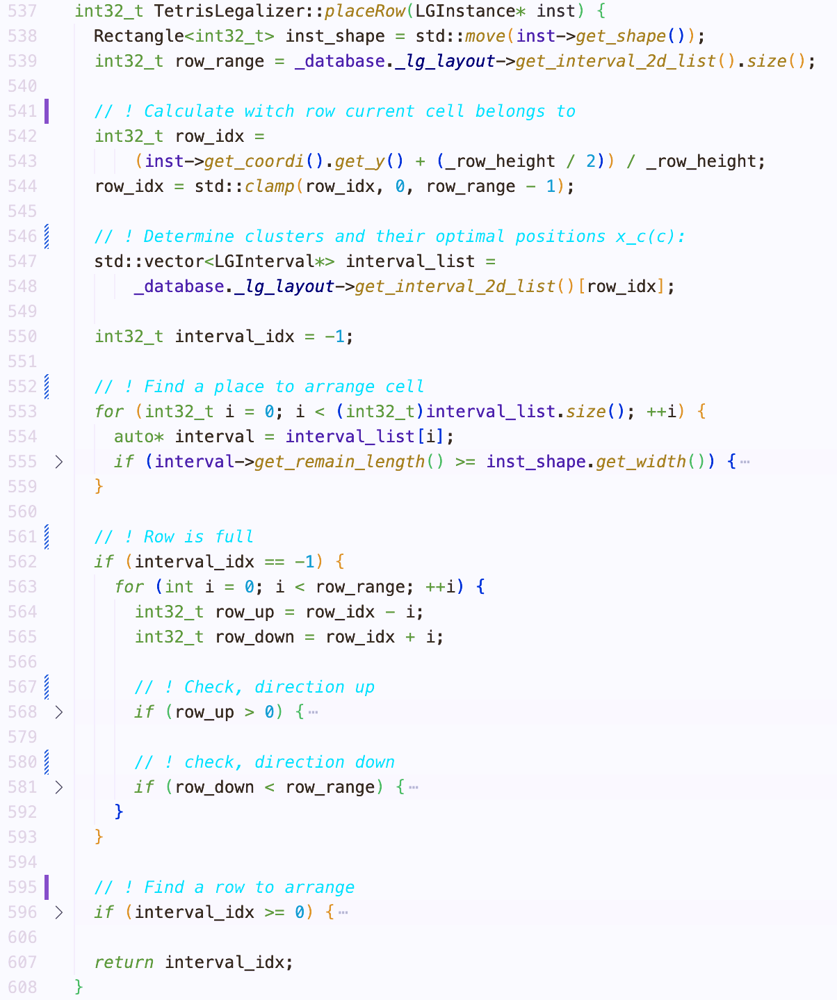 537 int32_t TetrisLegalizer::placeRow(LGInstance* inst) {
538   Rectangle<int32_t> inst_shape = std::move(inst->get_shape());
539   int32_t row_range = _database._lg_layout->get_interval_2d_list().size();
540
541   // ! Calculate witch row current cell belongs to
542   int32_t row_idx =
543       (inst->get_coordi().get_y() + (_row_height / 2)) / _row_height;
544   row_idx = std::clamp(row_idx, 0, row_range - 1);
545
546   // ! Determine clusters and their optimal positions x_c(c):
547   std::vector<LGInterval*> interval_list =
548       _database._lg_layout->get_interval_2d_list()[row_idx];
549
550   int32_t interval_idx = -1;
551
552   // ! Find a place to arrange cell
553   for (int32_t i = 0; i < (int32_t)interval_list.size(); ++i) {
554     auto* interval = interval_list[i];
555 >   if (interval->get_remain_length() >= inst_shape.get_width()) {⋯
559   }
560
561   // ! Row is full
562   if (interval_idx == -1) {
563     for (int i = 0; i < row_range; ++i) {
564       int32_t row_up = row_idx - i;
565       int32_t row_down = row_idx + i;
566
567       // ! Check, direction up
568 >     if (row_up > 0) {⋯
579
580       // ! check, direction down
581 >     if (row_down < row_range) {⋯
592     }
593   }
594
595   // ! Find a row to arrange
596 > if (interval_idx >= 0) {⋯
606
607   return interval_idx;
608 }